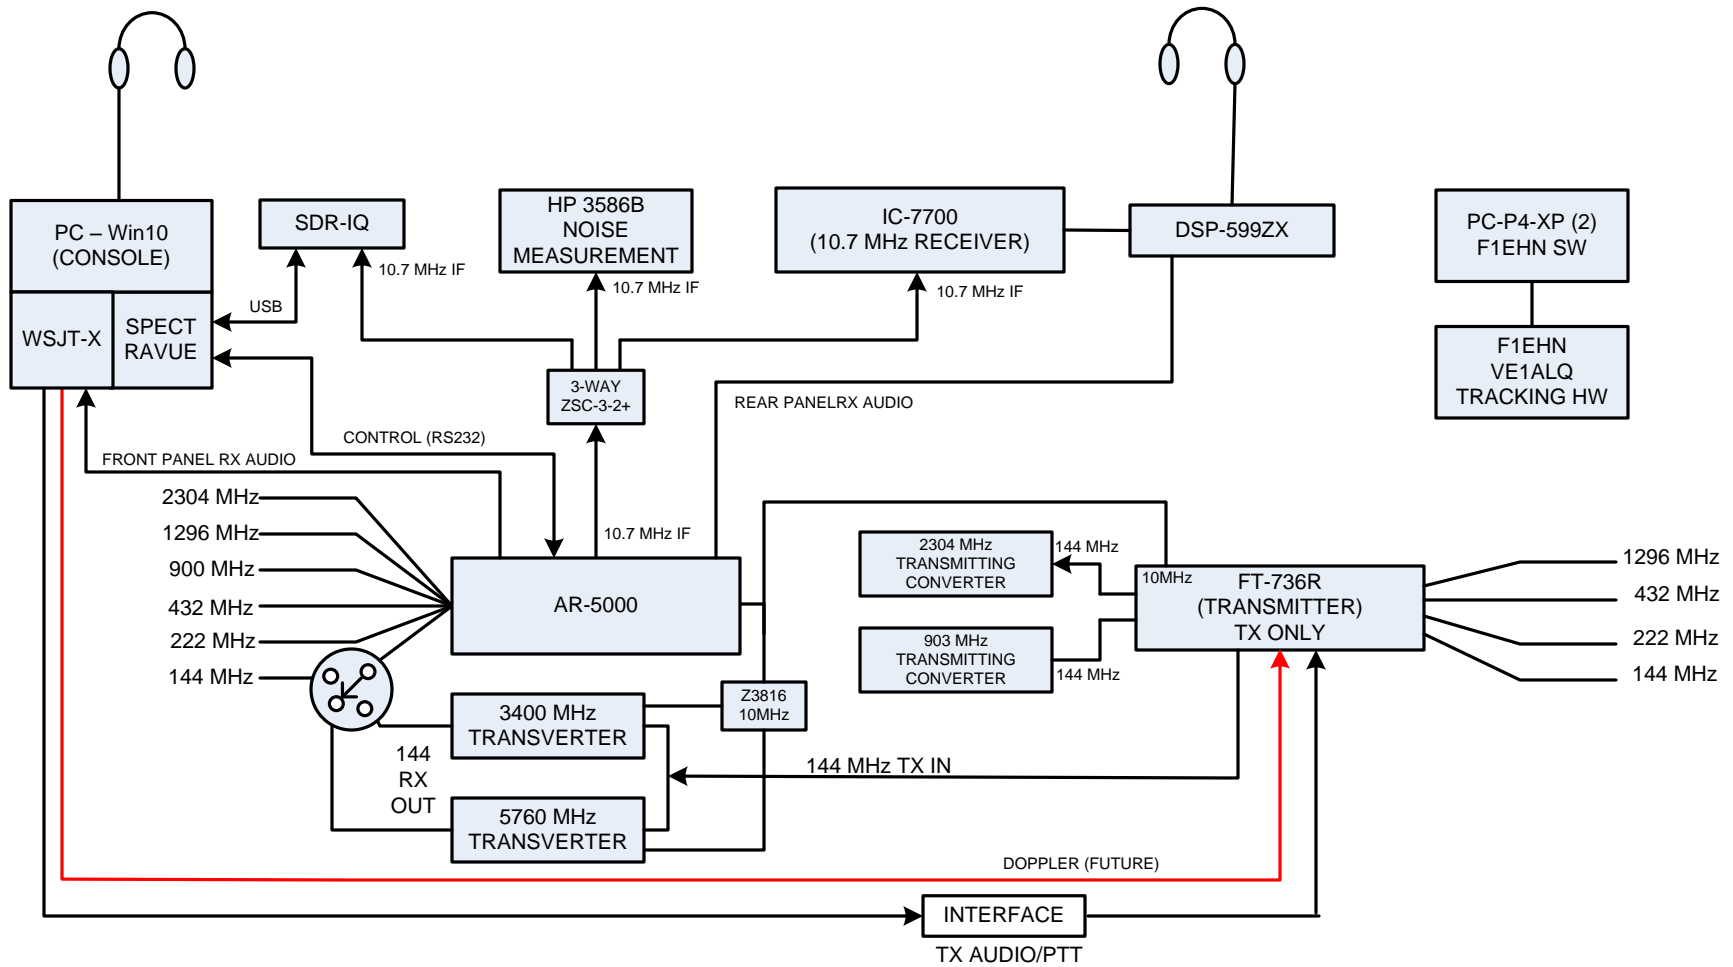 PC – Win10
(CONSOLE)
WSJT-X
SPECT
RAVUE
SDR-IQ
HP 3586B
NOISE
MEASUREMENT
IC-7700
(10.7 MHz RECEIVER)
DSP-599ZX
PC-P4-XP (2)
F1EHN SW
F1EHN
VE1ALQ
TRACKING HW
10.7 MHz IF
10.7 MHz IF
10.7 MHz IF
USB
3-WAY
ZSC-3-2+
REAR PANELRX AUDIO
CONTROL (RS232)
FRONT PANEL RX AUDIO
10.7 MHz IF
2304 MHz
1296 MHz
900 MHz
432 MHz
222 MHz
144 MHz
AR-5000
2304 MHz
TRANSMITTING
CONVERTER
144 MHz
903 MHz
TRANSMITTING
CONVERTER
144 MHz
10MHz
FT-736R
(TRANSMITTER)
TX ONLY
1296 MHz
432 MHz
222 MHz
144 MHz
Z3816
10MHz
3400 MHz
TRANSVERTER
144
RX
OUT
144 MHz TX IN
5760 MHz
TRANSVERTER
DOPPLER (FUTURE)
INTERFACE
TX AUDIO/PTT